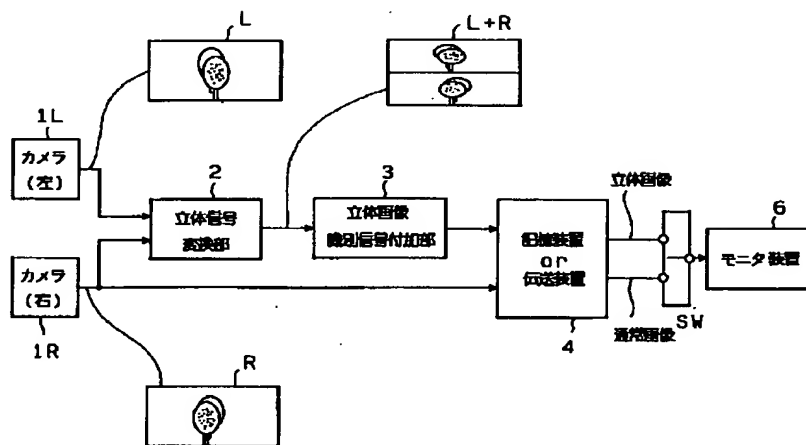 L
L+R
1L
カメラ
(左)
2
立体信号
変換部
3
立体画像
識別信号付加部
立体画像
6
記憶装置
or
伝送装置
モニタ装置
カメラ
(右)
1R
4
通常画像
SW
R